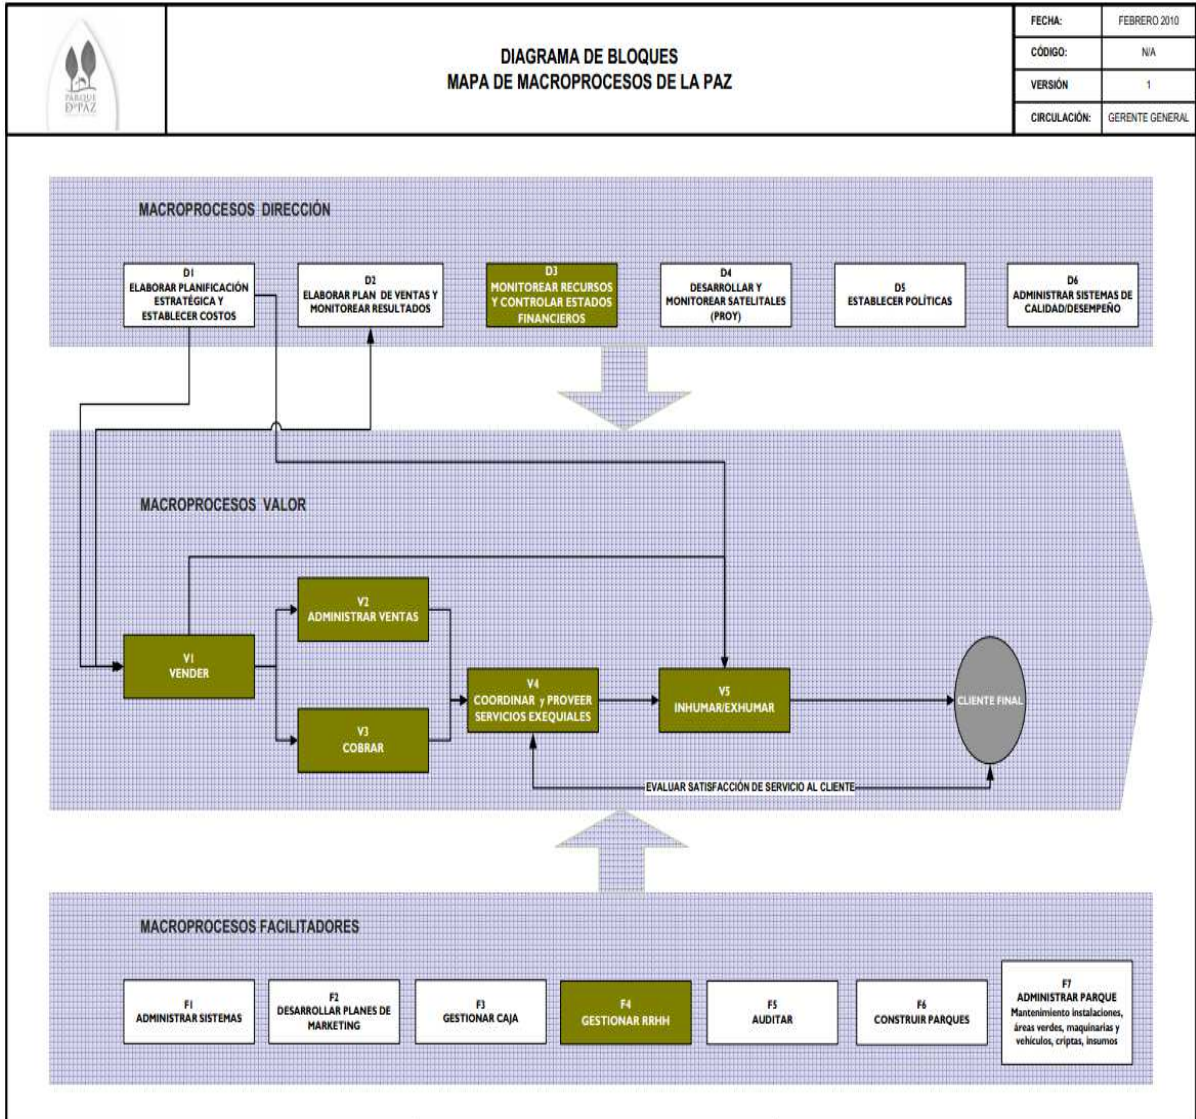 PARQUE
DE PAZ
DIAGRAMA DE BLOQUES
MAPA DE MACROPROCESOS DE LA PAZ
FECHA: FEBRERO 2010
CÓDIGO: N/A
VERSIÓN 1
CIRCULACIÓN: GERENTE GENERAL
MACROPROCESOS DIRECCIÓN
D1
ELABORAR PLANIFICACIÓN
ESTRATÉGICA Y
ESTABLECER COSTOS
D2
ELABORAR PLAN DE VENTAS Y
MONITOREAR RESULTADOS
D3
MONITOREAR RECURSOS
Y CONTROLAR ESTADOS
FINANCIEROS
D4
DESARROLLAR Y
MONITOREAR SATELITALES
(PROY)
D5
ESTABLECER POLÍTICAS
D6
ADMINISTRAR SISTEMAS DE
CALIDAD/DESEMPEÑO
MACROPROCESOS VALOR
V1
VENDER
V2
ADMINISTRAR VENTAS
V3
COBRAR
V4
COORDINAR y PROVEER
SERVICIOS EXEQUIALES
V5
INHUMAR/EXHUMAR
CLIENTE FINAL
EVALUAR SATISFACCIÓN DE SERVICIO AL CLIENTE
MACROPROCESOS FACILITADORES
F1
ADMINISTRAR SISTEMAS
F2
DESARROLLAR PLANES DE
MARKETING
F3
GESTIONAR CAJA
F4
GESTIONAR RRHH
F5
AUDITAR
F6
CONSTRUIR PARQUES
F7
ADMINISTRAR PARQUE
Mantenimiento instalaciones,
áreas verdes, maquinarias y
vehículos, criptas, insumos